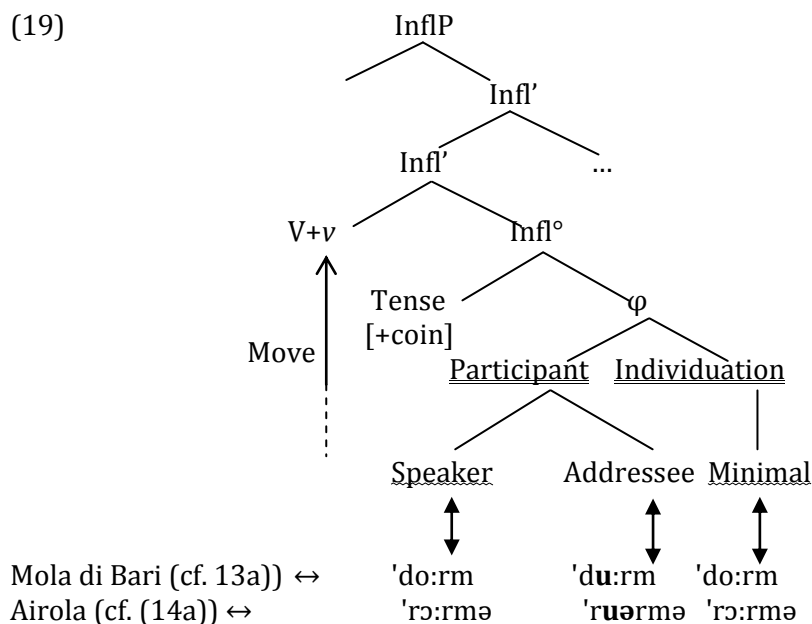 (19) InflP
Infl’
Infl’ ...
V+v Infl°
Tense φ
[+coin]
Move
Participant Individuation
Speaker Addressee Minimal
Mola di Bari (cf. 13a)) ↔ 'do:rm 'du:rm 'do:rm
Airola (cf. (14a)) ↔ 'rɔ:rmə 'ruərmə 'rɔ:rmə